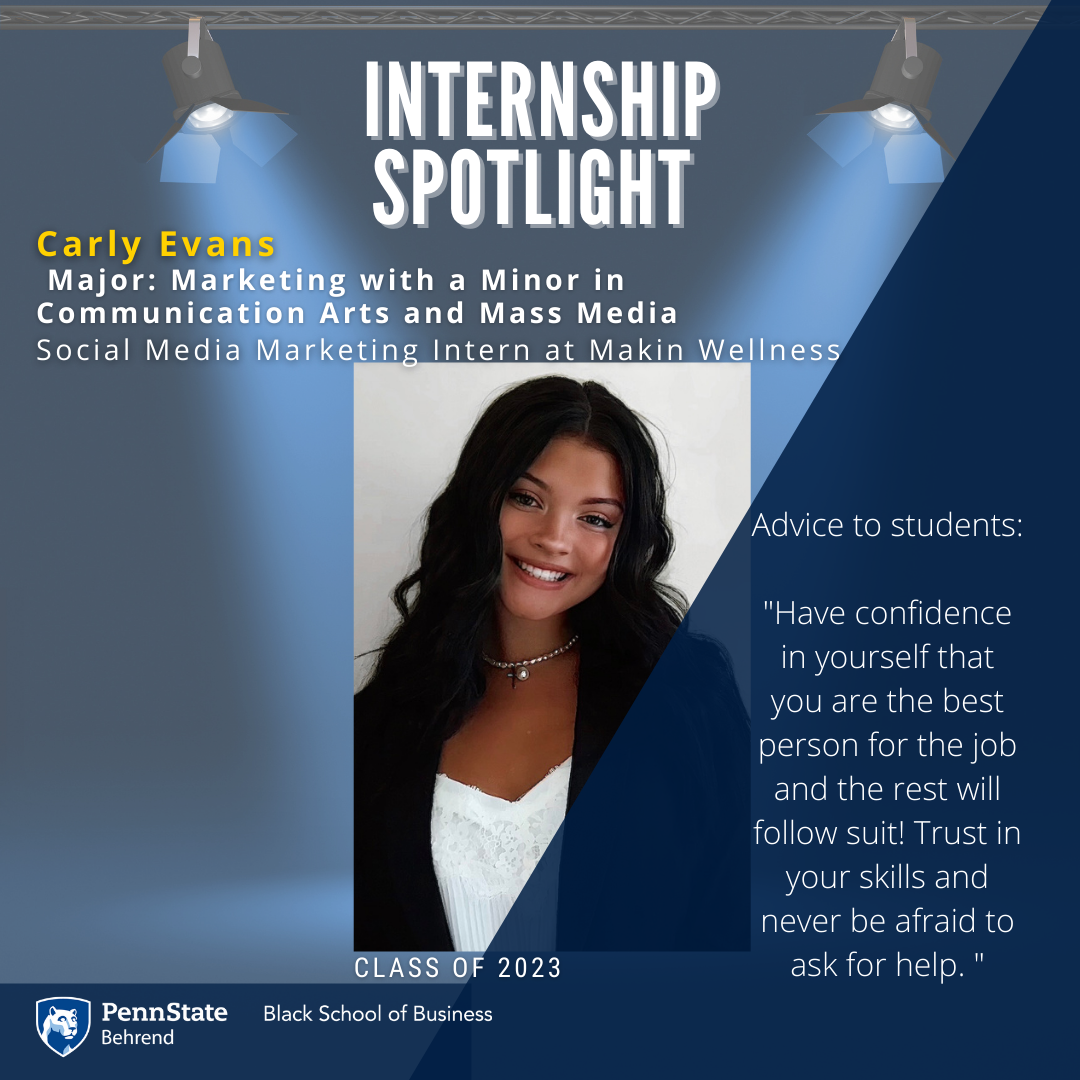 INTERNSHIP
SPOTLIGHT
Carly Evans
Major: Marketing with a Minor in
Communication Arts and Mass Media
Social Media Marketing Intern at Makin Wellness
Advice to students:
"Have confidence
in yourself that
you are the best
person for the job
and the rest will
follow suit! Trust in
your skills and
never be afraid to
ask for help. "
CLASS OF 2023
PennState
Behrend
Black School of Business